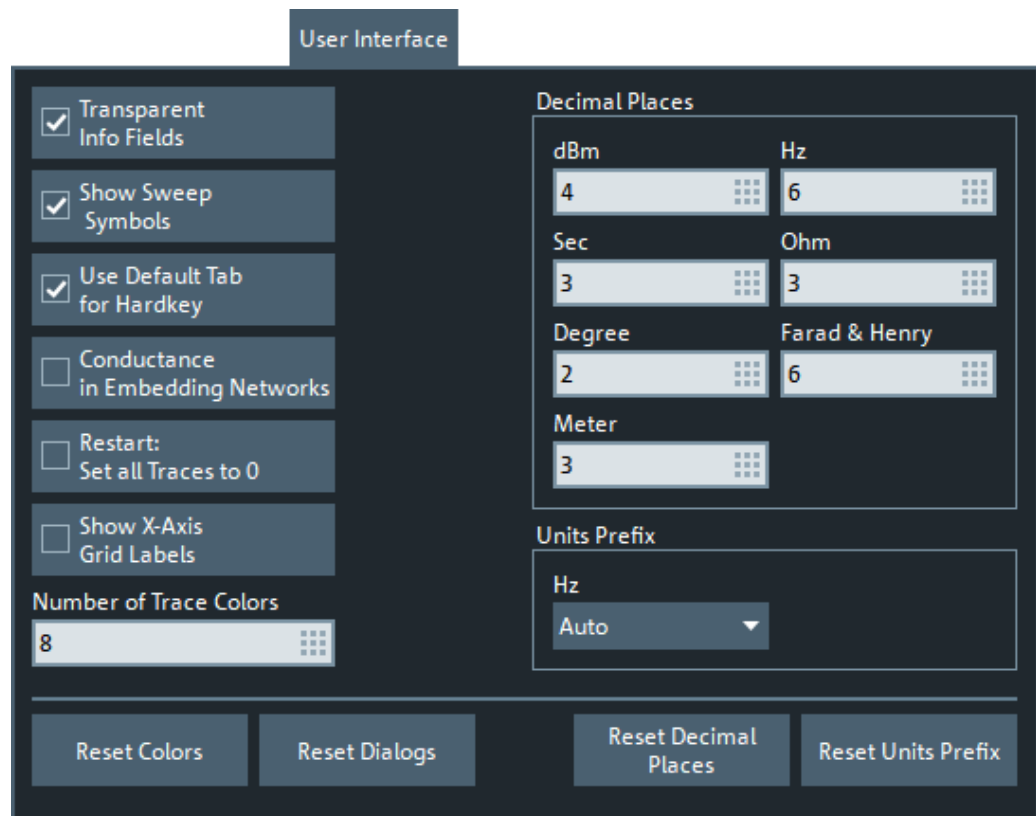 User Interface
Transparent
Info Fields
Show Sweep
Symbols
Use Default Tab
for Hardkey
Conductance
in Embedding Networks
Restart:
Set all Traces to 0
Show X-Axis
Grid Labels
Number of Trace Colors
8
Decimal Places
dBm
Hz
4
6
Sec
Ohm
3
3
Degree
Farad & Henry
2
6
Meter
3
Units Prefix
Hz
Auto
Reset Colors
Reset Dialogs
Reset Decimal
Places
Reset Units Prefix